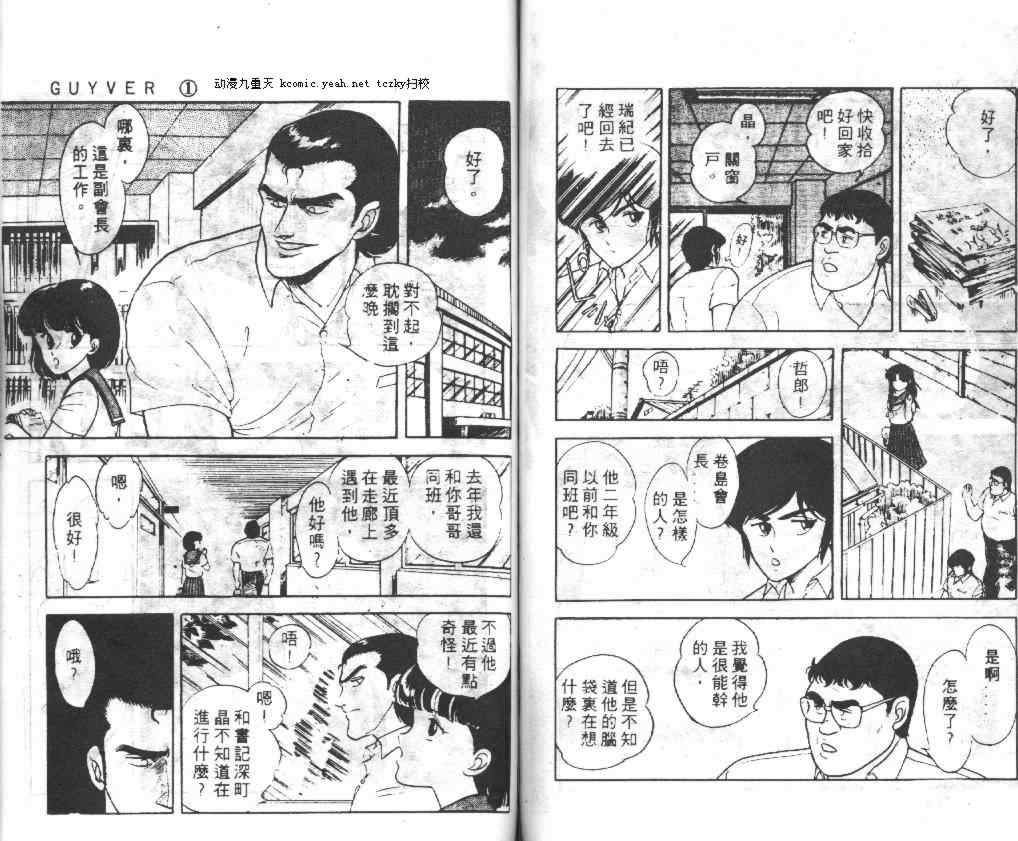 GUYVER ①
动漫九重天 kcomic.yeah.net tczky扫校
好了，
快收拾
好回家
吧！
晶，
關窗
戶。
好
瑞紀已
經回去
了吧！
哲郎！
唔？
卷島會
長
是怎樣
的人？
他二年級
以前和你
同班吧？
是啊……
怎麼了？
我覺得他
是很能幹
的人，
但是不知
道他的腦
袋裏在想
什麼？
好了。
對不起，
耽擱到這
麼晚
哪裏，
這是副會長
的工作。
去年我還
和你哥哥
同班，
最近頂多
在走廊上
遇到他，
他好嗎？
嗯，
很好！
不過他
最近有點
奇怪！
唔！
嗯！
和書記深町
晶不知道在
進行什麼？
哦？